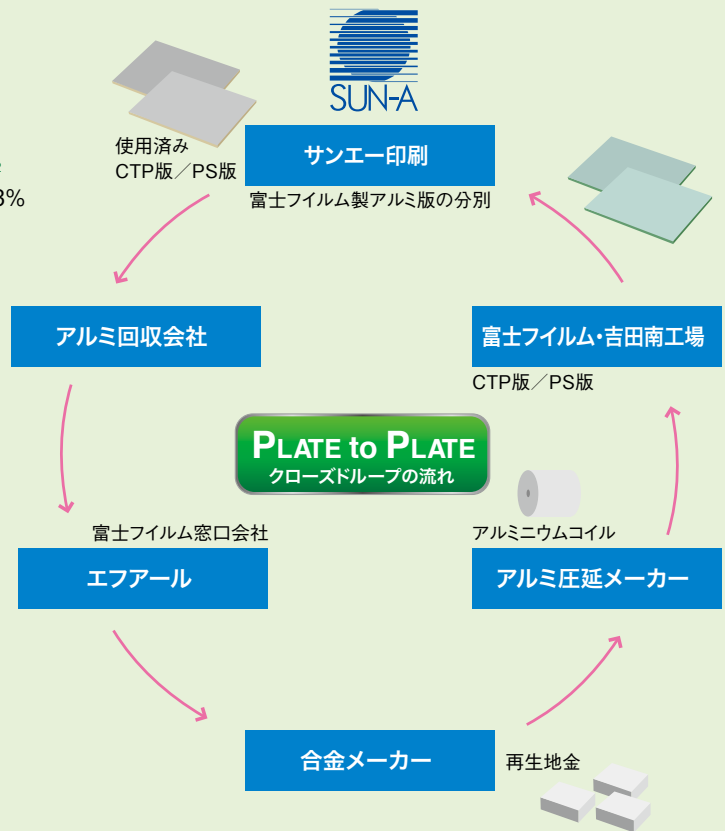 SUN-A
使用済み
CTP版／PS版
サンエー印刷
富士フイルム製アルミ版の分別
3%
アルミ回収会社
富士フイルム・吉田南工場
CTP版／PS版
PLATE to PLATE
クローズドループの流れ
富士フイルム窓口会社
エフアール
アルミニウムコイル
アルミ圧延メーカー
合金メーカー
再生地金